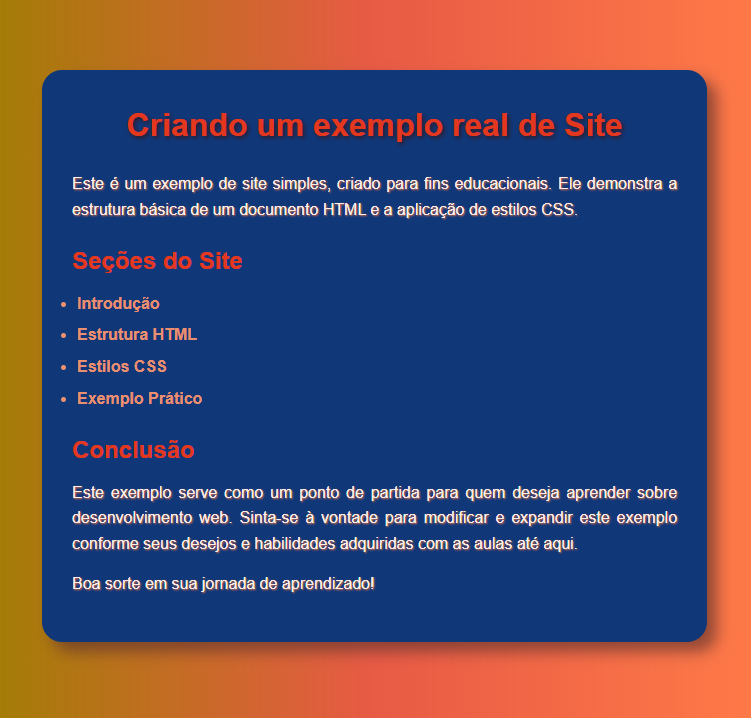 Criando um exemplo real de Site
Este é um exemplo de site simples, criado para fins educacionais. Ele demonstra a
estrutura básica de um documento HTML e a aplicação de estilos CSS.
Seções do Site
Introdução
Estrutura HTML
Estilos CSS
Exemplo Prático
Conclusão
Este exemplo serve como um ponto de partida para quem deseja aprender sobre
desenvolvimento web. Sinta-se à vontade para modificar e expandir este exemplo
conforme seus desejos e habilidades adquiridas com as aulas até aqui.
Boa sorte em sua jornada de aprendizado!